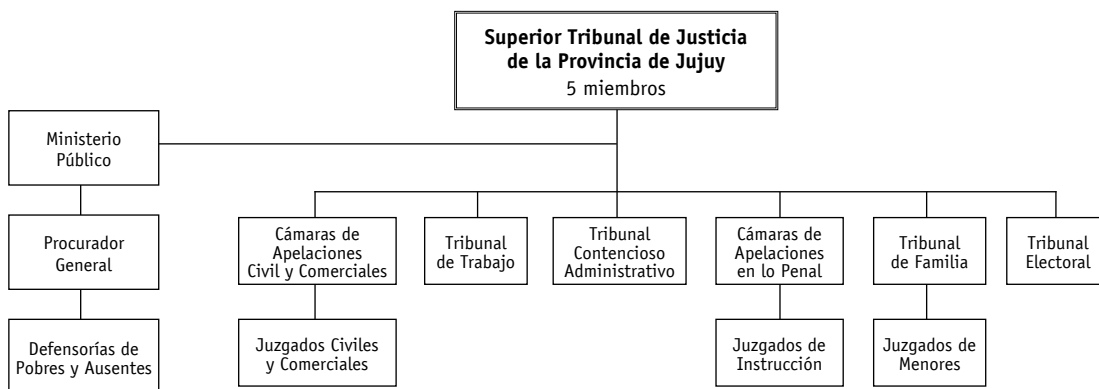 Superior Tribunal de Justicia
de la Provincia de Jujuy
5 miembros
Ministerio
Público
Procurador
General
Defensorías de
Pobres y Ausentes
Cámaras de
Apelaciones
Civil y Comerciales
Tribunal
de Trabajo
Tribunal
Contencioso
Administrativo
Cámaras de
Apelaciones
en lo Penal
Tribunal
de Familia
Tribunal
Electoral
Juzgados Civiles
y Comerciales
Juzgados de
Instrucción
Juzgados de
Menores